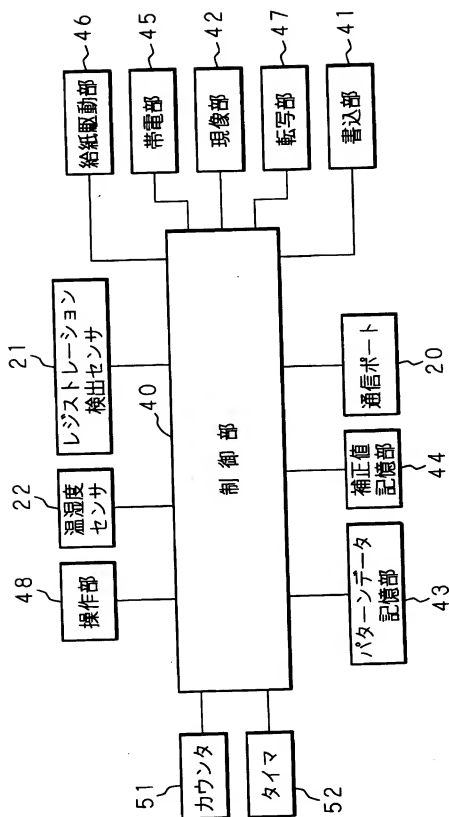 48
操作部
22
温湿度
センサ
21
レジストレーション
検出センサ
46
給紙駆動部
45
帯電部
42
現像部
47
転写部
41
書込部
40
制御部
51
カウンタ
52
タイマ
パターンデータ
記憶部
43
補正値
記憶部
44
通信ポート
20